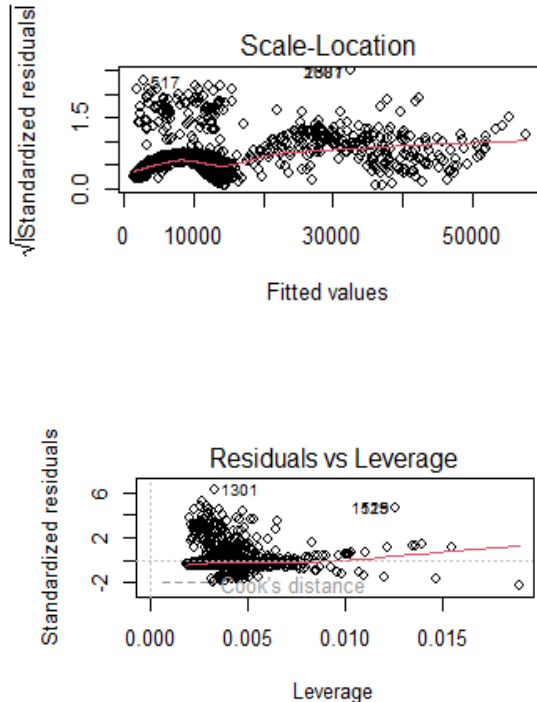 Scale-Location
517
√|Standardized residuals|
0.0 1.5
0 10000 30000 50000
Fitted values
Residuals vs Leverage
1301
Standardized residuals
-2 2 6
Cook's distance
0.000 0.005 0.010 0.015
Leverage